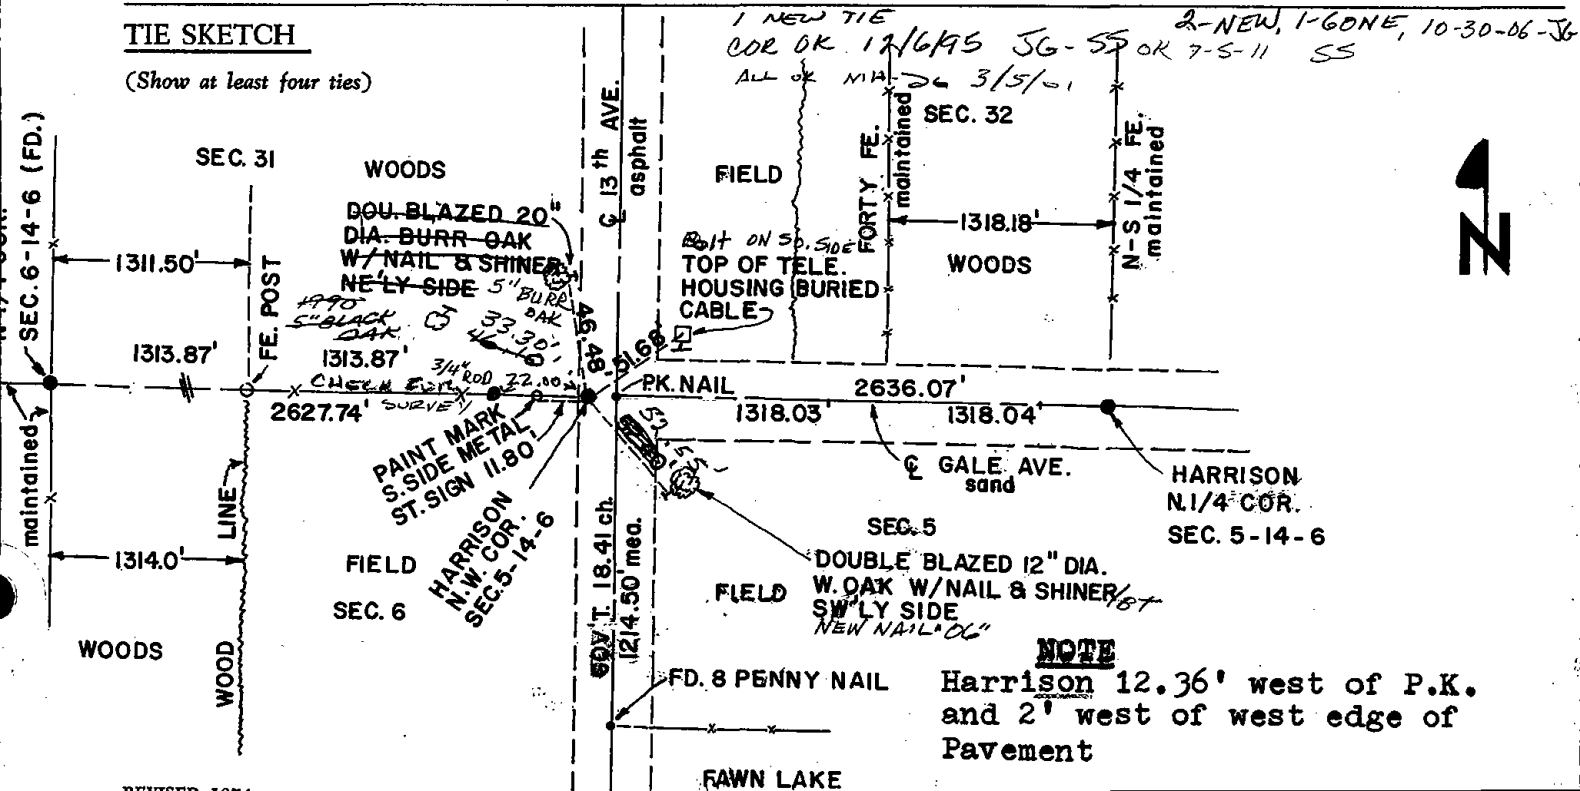 TIE SKETCH
(Show at least four ties)
1 NEW TIE
COR OK 12/6/95 JG-SS
ALL OK 3/5/01
2-NEW, 1-GONE, 10-30-06-JG
OK 7-5-11 SS
SEC. 6-14-6 (FD.)
SEC. 31
WOODS
℄ 13th AVE.
asphalt
FIELD
FORTY FE.
maintained
SEC. 32
N-S 1/4 FE.
maintained
N
DOU. BLAZED 20"
DIA. BURR OAK
W/NAIL & SHINER
NE'LY SIDE
5" BURR
OAK
33.30'
1990
5" BLACK
OAK
46.48
51.68'
Bolt ON SO. SIDE
TOP OF TELE.
HOUSING BURIED
CABLE
1318.18'
WOODS
1311.50'
FE. POST
1313.87'
1313.87'
CHECK FOR
SURVEY
3/4" ROD 22.00'
2627.74'
PK. NAIL
2636.07'
1318.03'
1318.04'
PAINT MARK
S. SIDE METAL
ST. SIGN 11.80'
HARRISON
N.W. COR.
SEC. 5-14-6
℄ GALE AVE.
sand
HARRISON
N. 1/4 COR.
SEC. 5-14-6
maintained
LINE
WOOD
1314.0'
FIELD
SEC. 6
WOODS
GOV'T. 18.41 ch.
1214.50' mea.
SEC. 5
FIELD
DOUBLE BLAZED 12" DIA.
W. OAK W/NAIL & SHINER
SW'LY SIDE
NEW NAIL "06"
FD. 8 PENNY NAIL
FAWN LAKE
NOTE
Harrison 12.36' west of P.K.
and 2' west of west edge of
Pavement